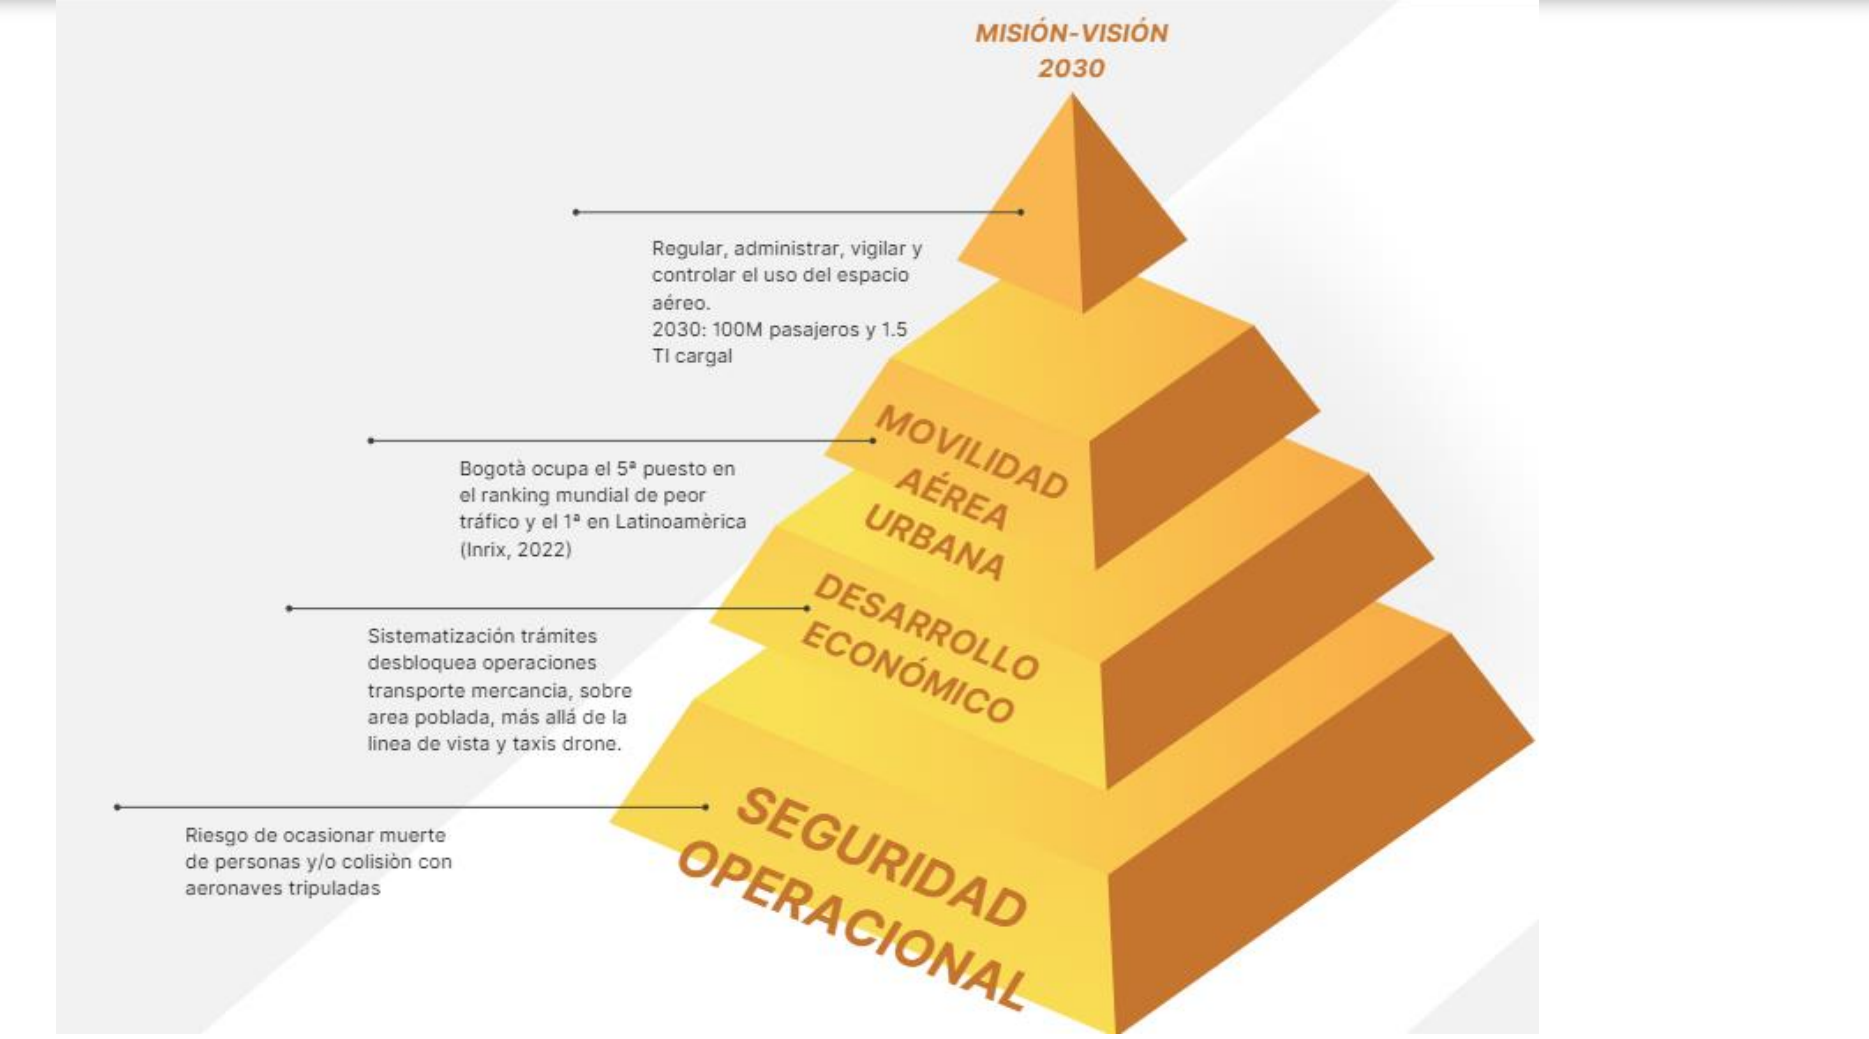 MISIÓN-VISIÓN
2030
Regular, administrar, vigilar y
controlar el uso del espacio
aéreo.
2030: 100M pasajeros y 1.5
TI cargal
MOVILIDAD
AÉREA
URBANA
Bogotà ocupa el 5ª puesto en
el ranking mundial de peor
tráfico y el 1ª en Latinoamèrica
(Inrix, 2022)
DESARROLLO
ECONÓMICO
Sistematización trámites
desbloquea operaciones
transporte mercancia, sobre
area poblada, más allá de la
linea de vista y taxis drone.
SEGURIDAD
OPERACIONAL
Riesgo de ocasionar muerte
de personas y/o colisiòn con
aeronaves tripuladas